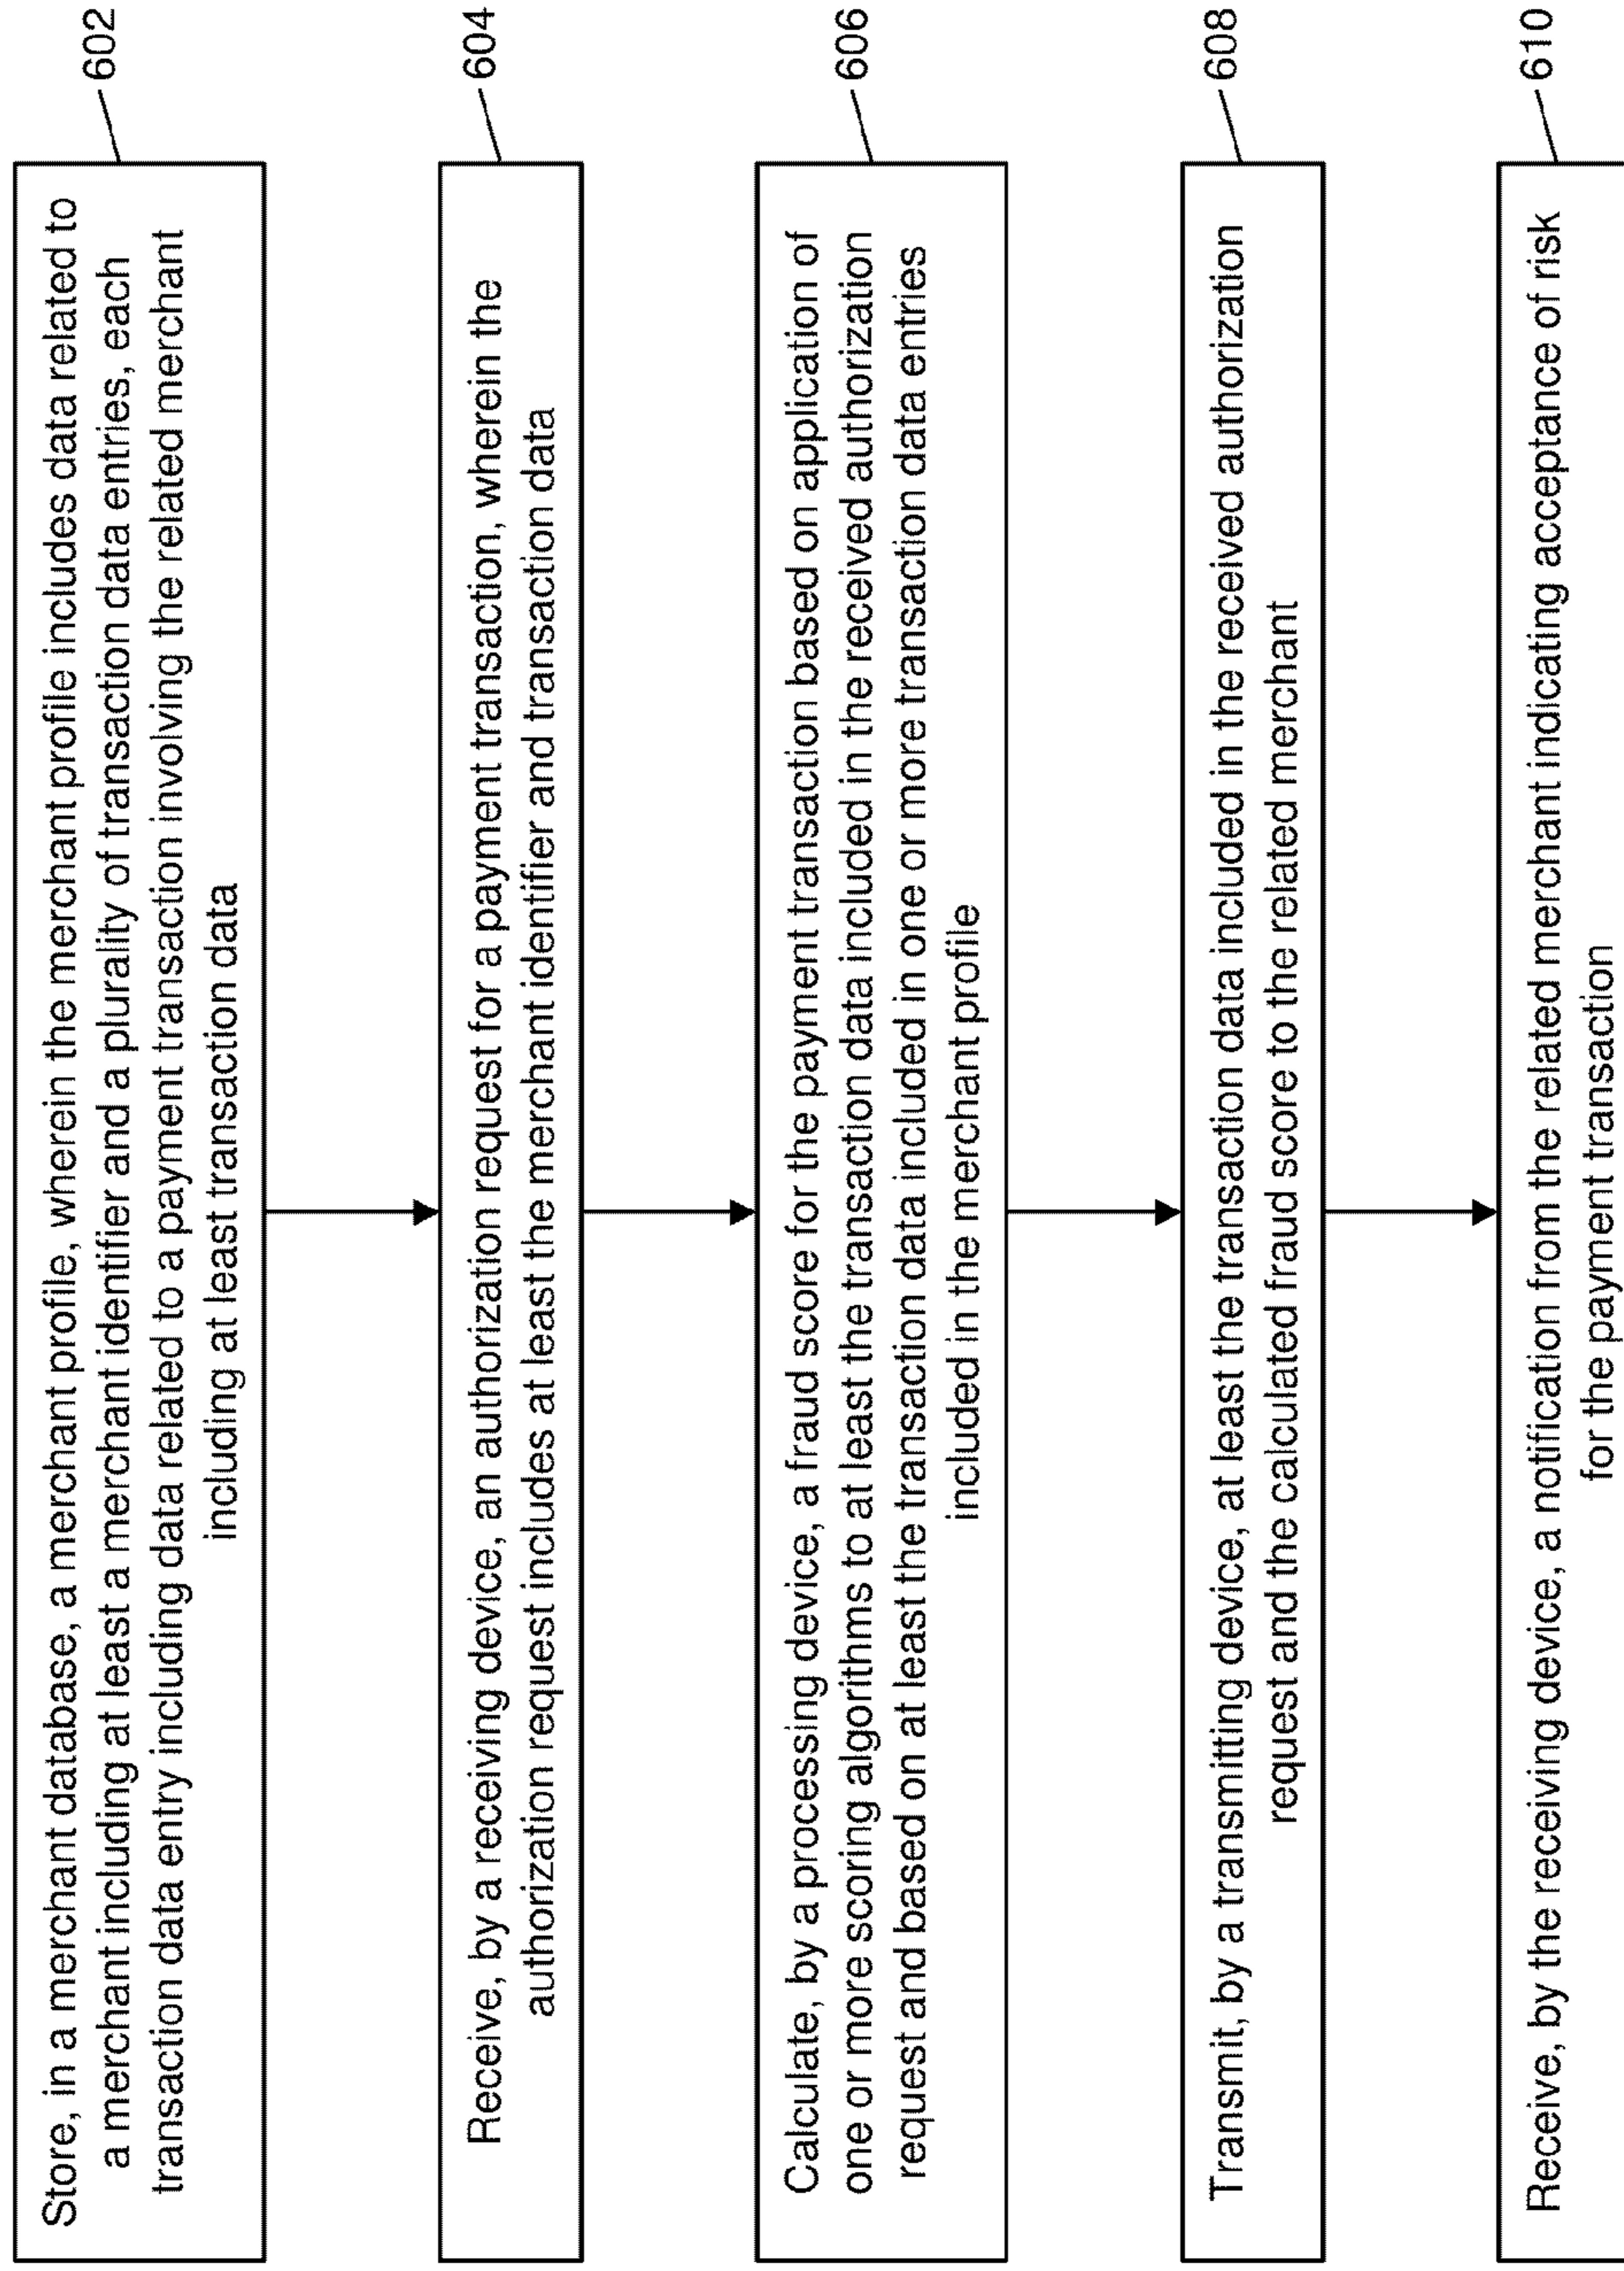 Store, in a merchant database, a merchant profile, wherein the merchant profile includes data related to
a merchant including at least a merchant identifier and a plurality of transaction data entries, each
transaction data entry including data related to a payment transaction involving the related merchant
including at least transaction data
602
Receive, by a receiving device, an authorization request for a payment transaction, wherein the
authorization request includes at least the merchant identifier and transaction data
604
Calculate, by a processing device, a fraud score for the payment transaction based on application of
one or more scoring algorithms to at least the transaction data included in the received authorization
request and based on at least the transaction data included in one or more transaction data entries
included in the merchant profile
606
Transmit, by a transmitting device, at least the transaction data included in the received authorization
request and the calculated fraud score to the related merchant
608
Receive, by the receiving device, a notification from the related merchant indicating acceptance of risk
for the payment transaction
610